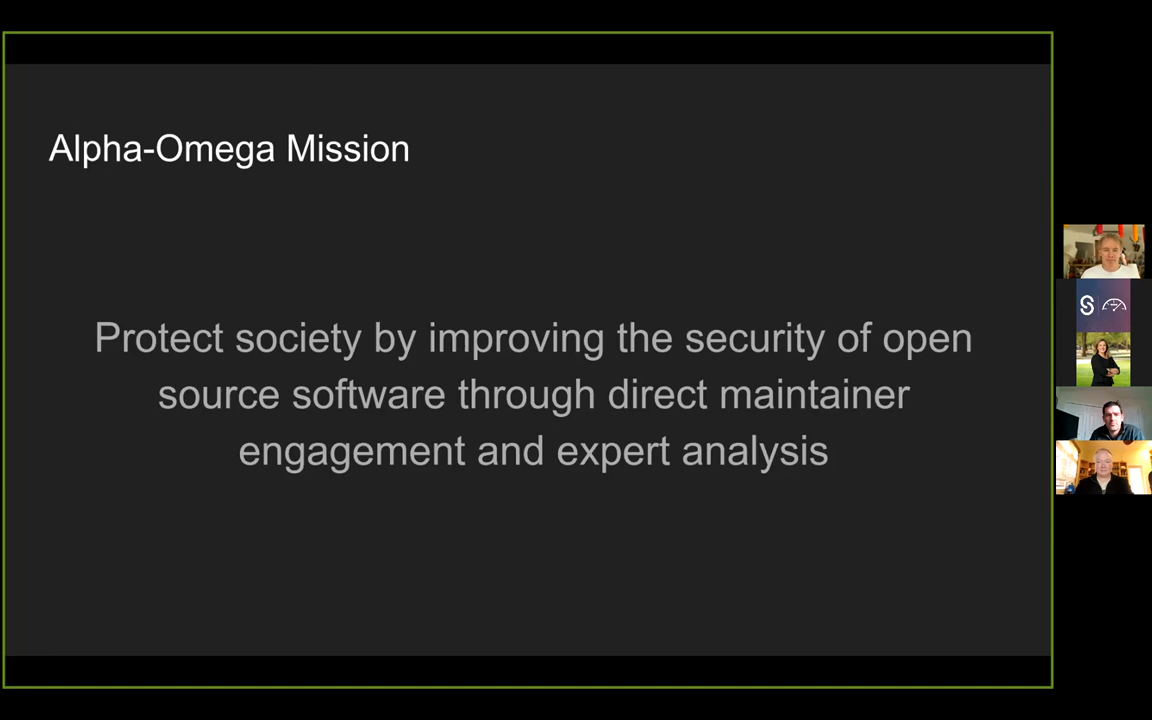 Alpha-Omega Mission
Protect society by improving the security of open
source software through direct maintainer
engagement and expert analysis